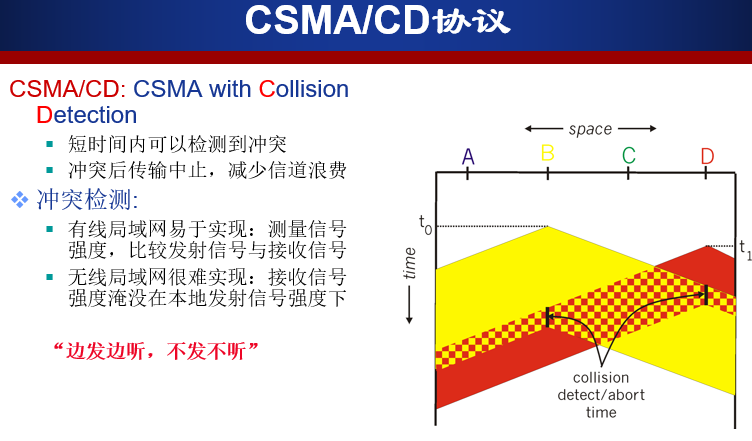 CSMA/CD协议
CSMA/CD: CSMA with Collision
Detection
短时间内可以检测到冲突
冲突后传输中止，减少信道浪费
冲突检测:
有线局域网易于实现：测量信号
强度，比较发射信号与接收信号
无线局域网很难实现：接收信号
强度淹没在本地发射信号强度下
“边发边听，不发不听”
space
A
B
C
D
t0
t1
time
collision
detect/abort
time